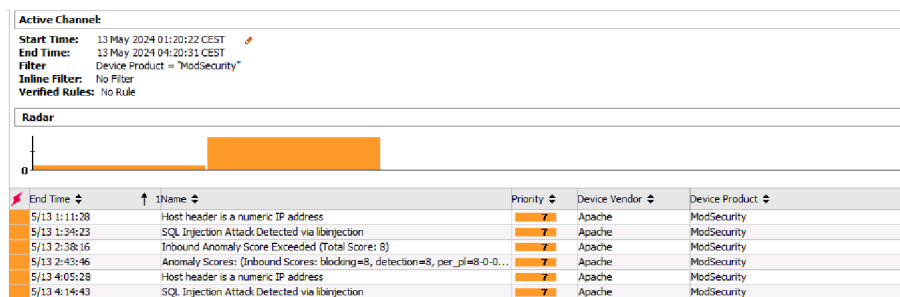 Active Channel:
Start Time: 13 May 2024 01:20:22 CEST
End Time: 13 May 2024 04:20:31 CEST
Filter Device Product = "ModSecurity"
Inline Filter: No Filter
Verified Rules: No Rule
Radar
0
End Time 1 Name Priority Device Vendor Device Product
5/13 1:11:28 Host header is a numeric IP address 7 Apache ModSecurity
5/13 1:34:23 SQL Injection Attack Detected via libinjection 7 Apache ModSecurity
5/13 2:38:16 Inbound Anomaly Score Exceeded (Total Score: 8) 7 Apache ModSecurity
5/13 2:43:46 Anomaly Scores: (Inbound Scores: blocking=8, detection=8, per_pl=8-0-0... 7 Apache ModSecurity
5/13 4:05:28 Host header is a numeric IP address 7 Apache ModSecurity
5/13 4:14:43 SQL Injection Attack Detected via libinjection 7 Apache ModSecurity